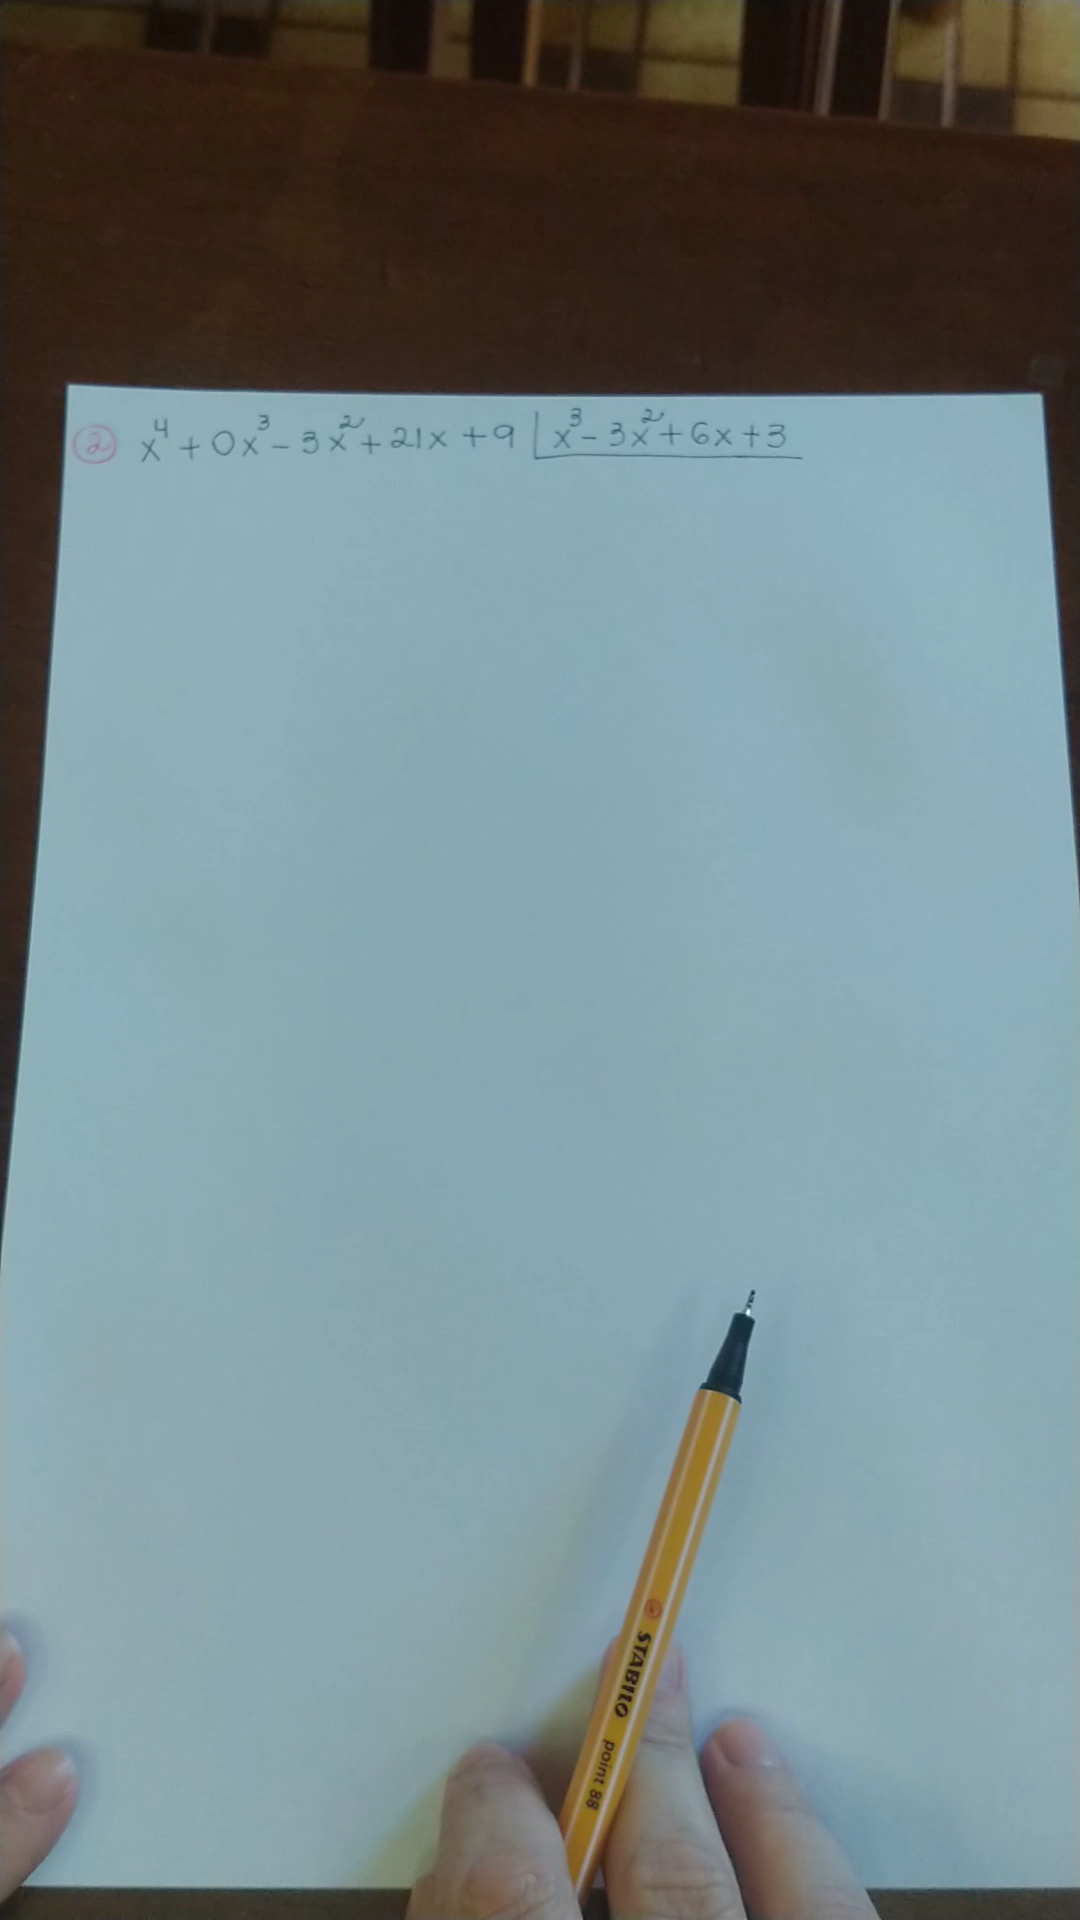 ② x⁴ + 0x³ - 3x² + 21x + 9 | x³ - 3x² + 6x + 3
STABILO point 88